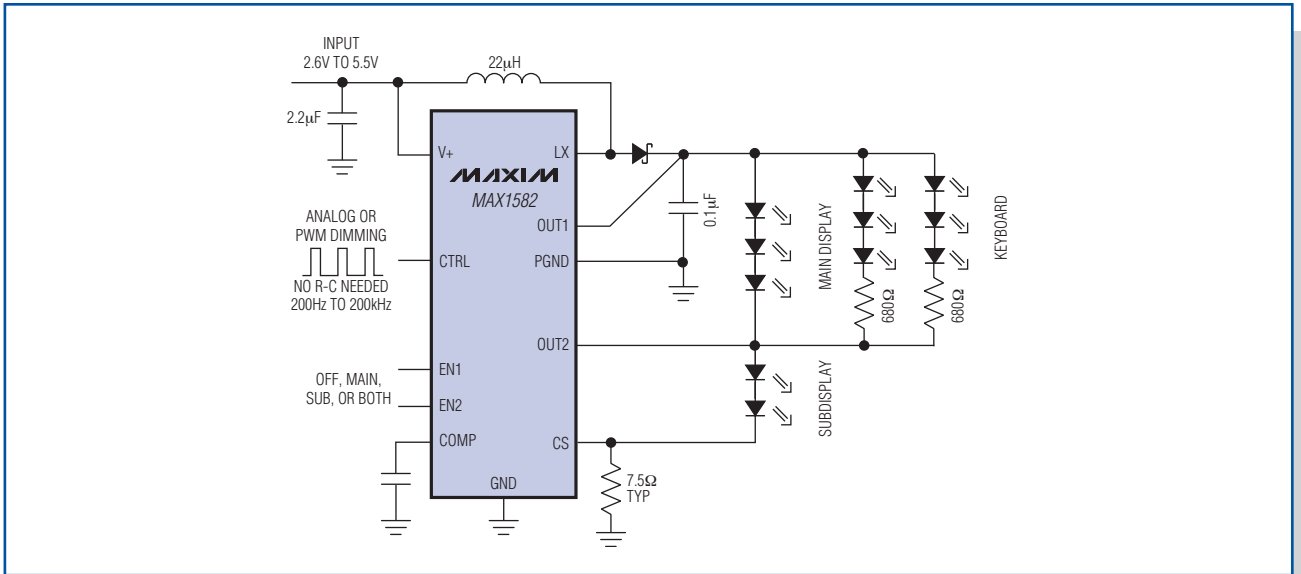 INPUT
2.6V TO 5.5V
22µH
2.2µF
V+
LX
MAXIM
MAX1582
OUT1
0.1µF
ANALOG OR
PWM DIMMING
CTRL
PGND
NO R-C NEEDED
200Hz TO 200kHz
MAIN DISPLAY
KEYBOARD
680Ω
680Ω
OUT2
EN1
OFF, MAIN,
SUB, OR BOTH
EN2
SUBDISPLAY
COMP
CS
GND
7.5Ω
TYP